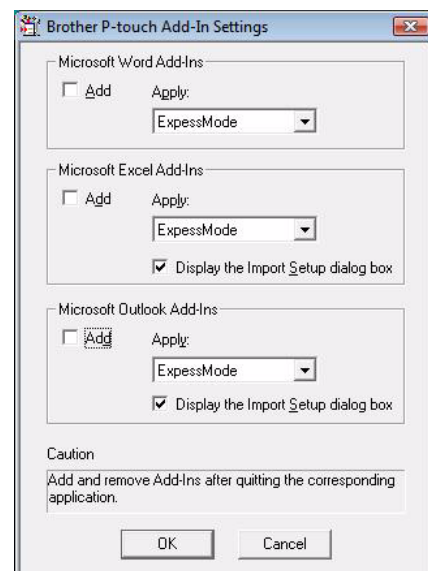 Brother P-touch Add-In Settings
Microsoft Word Add-Ins
Add Apply:
ExpessMode
Microsoft Excel Add-Ins
Add Apply:
ExpessMode
Display the Import Setup dialog box
Microsoft Outlook Add-Ins
Add Apply:
ExpessMode
Display the Import Setup dialog box
Caution
Add and remove Add-Ins after quitting the corresponding
application.
OK Cancel